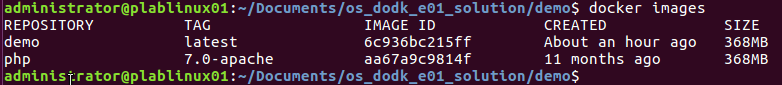 administrator@plablinux01:~/Documents/os_dodk_e01_solution/demo$ docker images
REPOSITORY TAG IMAGE ID CREATED SIZE
demo latest 6c936bc215ff About an hour ago 368MB
php 7.0-apache aa67a9c9814f 11 months ago 368MB
administrator@plablinux01:~/Documents/os_dodk_e01_solution/demo$